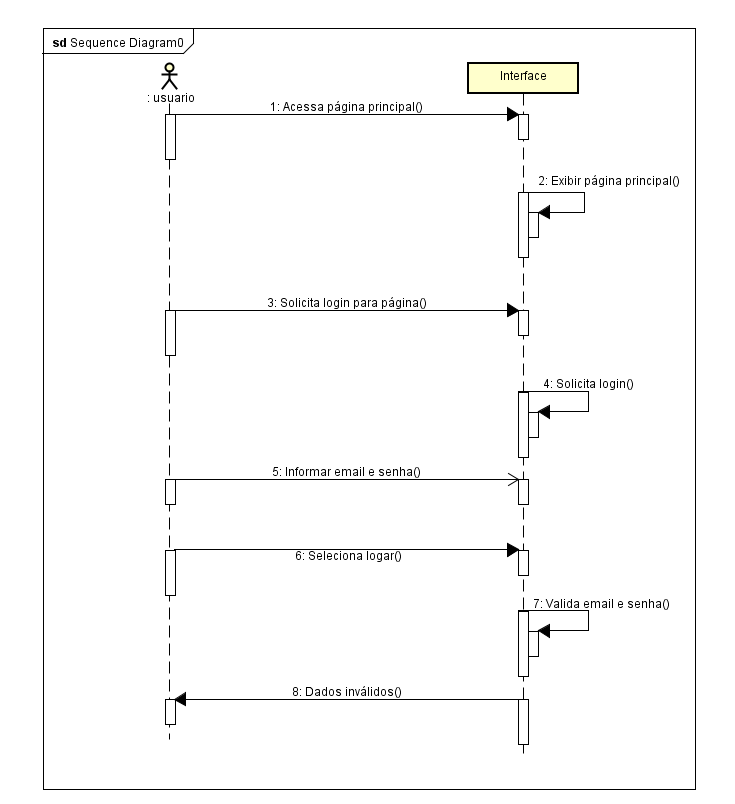 sd Sequence Diagram0
: usuario
Interface
1: Acessa página principal()
2: Exibir página principal()
3: Solicita login para página()
4: Solicita login()
5: Informar email e senha()
6: Seleciona logar()
7: Valida email e senha()
8: Dados inválidos()